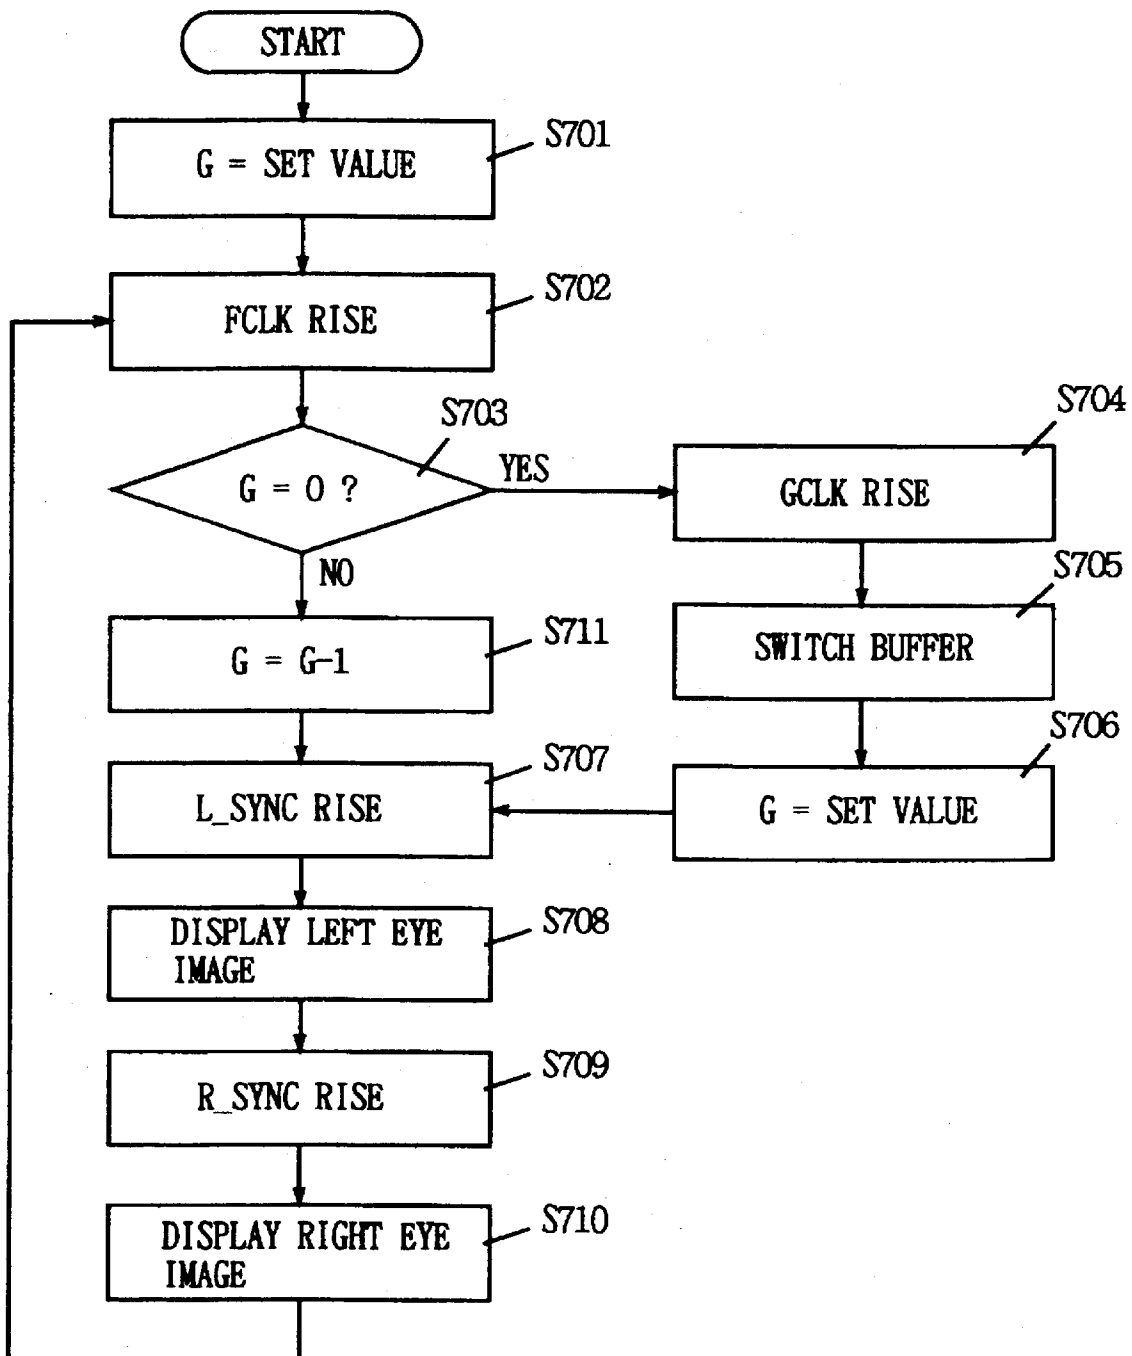 START
S701
G = SET VALUE
S702
FCLK RISE
S703
G = 0 ?
YES
NO
S704
GCLK RISE
S705
SWITCH BUFFER
S706
G = SET VALUE
S711
G = G-1
S707
L_SYNC RISE
S708
DISPLAY LEFT EYE
IMAGE
S709
R_SYNC RISE
S710
DISPLAY RIGHT EYE
IMAGE